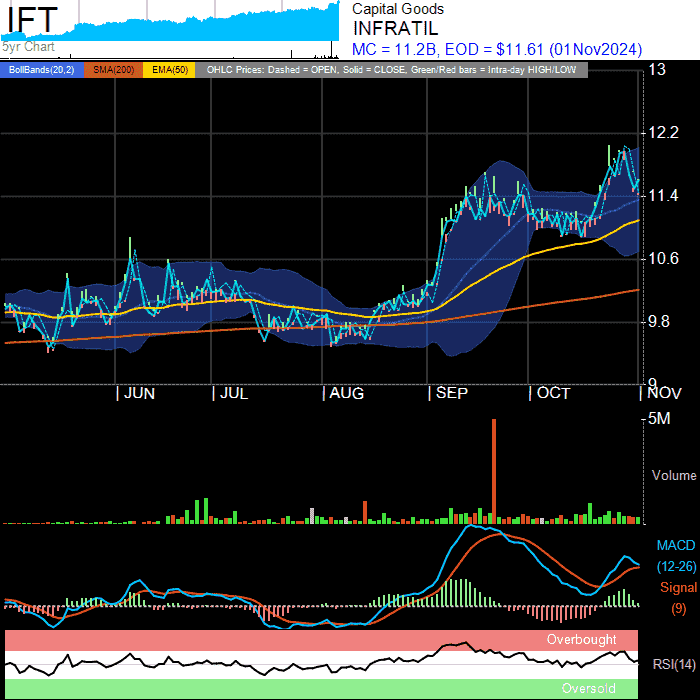 IFT
Capital Goods
INFRATIL
5yr Chart
MC = 11.2B, EOD = $11.61 (01Nov2024)
BollBands(20,2) SMA(200) EMA(50) OHLC Prices: Dashed = OPEN, Solid = CLOSE, Green/Red bars = Intra-day HIGH/LOW
13
12.2
11.4
10.6
9.8
9
| JUN | JUL | AUG | SEP | OCT | NOV
5M
Volume
MACD
(12-26)
Signal
(9)
Overbought
RSI(14)
Oversold